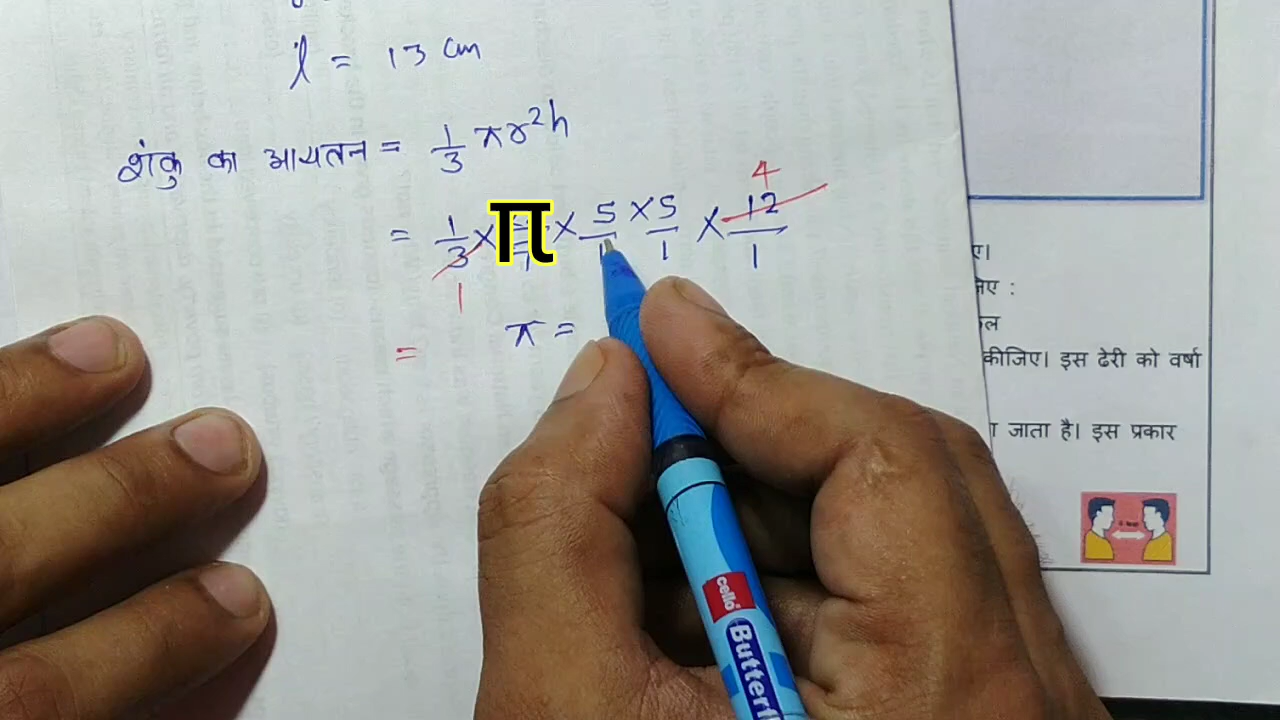 l = 13 cm
शंकु का आयतन = 1/3 πr²h
= 1/3 × π × 5/1 × 5/1 × 12/1
4
1
= π =
ए।
जिए :
कीजिए। इस ढेरी को वर्षा
जाता है। इस प्रकार
cello
Butterfl